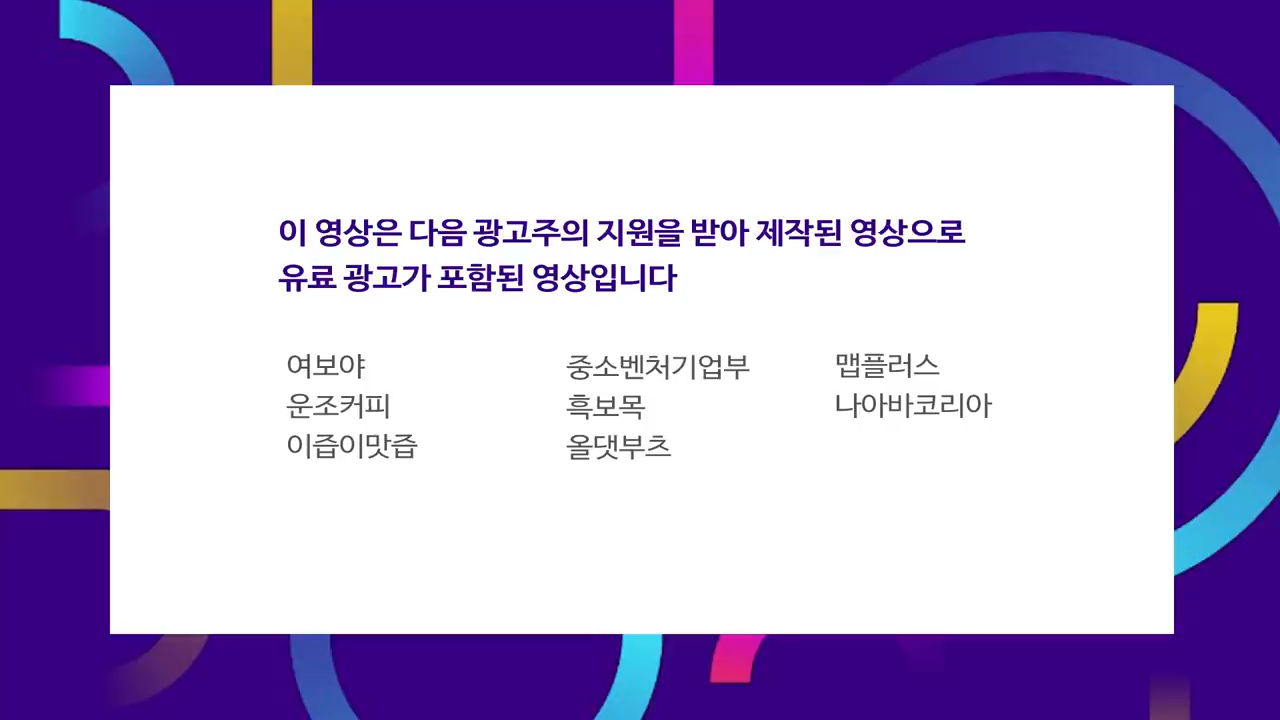 이 영상은 다음 광고주의 지원을 받아 제작된 영상으로
유료 광고가 포함된 영상입니다
여보야
운조커피
이즙이맛즙
중소벤처기업부
흑보목
올댓부츠
맵플러스
나아바코리아